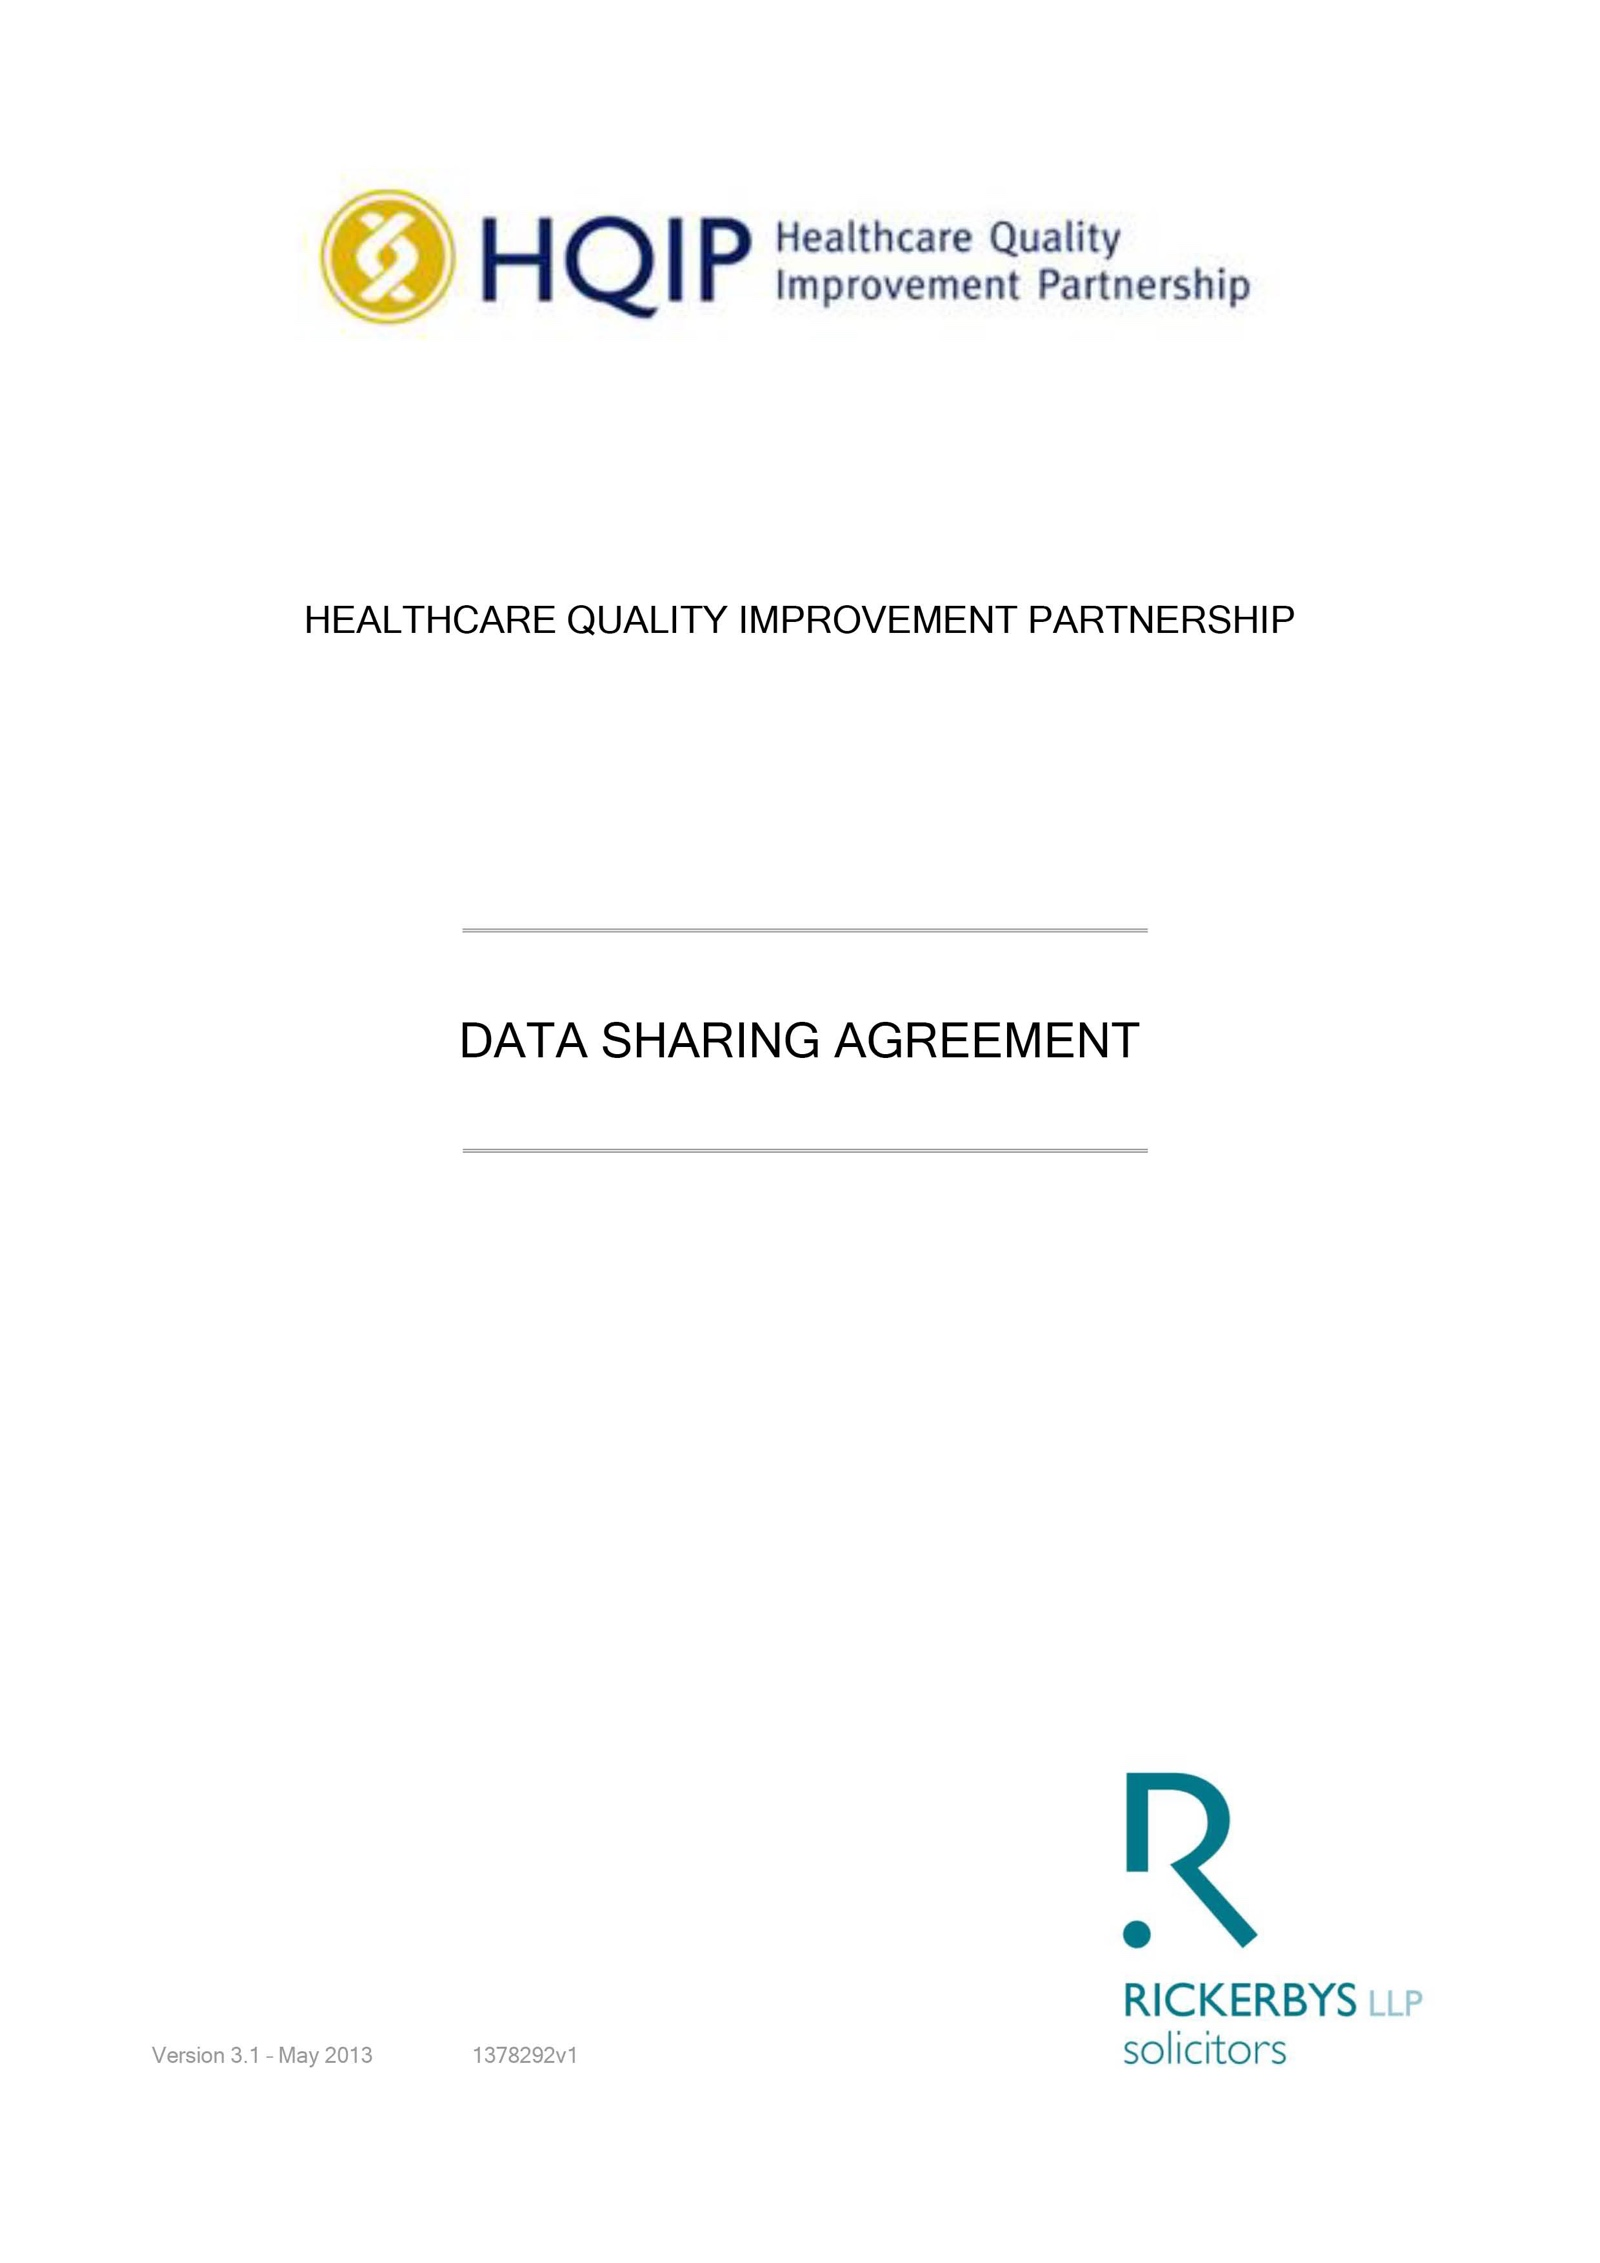 HQIP Healthcare Quality
Improvement Partnership
HEALTHCARE QUALITY IMPROVEMENT PARTNERSHIP
DATA SHARING AGREEMENT
R
RICKERBYS LLP
solicitors
Version 3.1 - May 2013 1378292v1